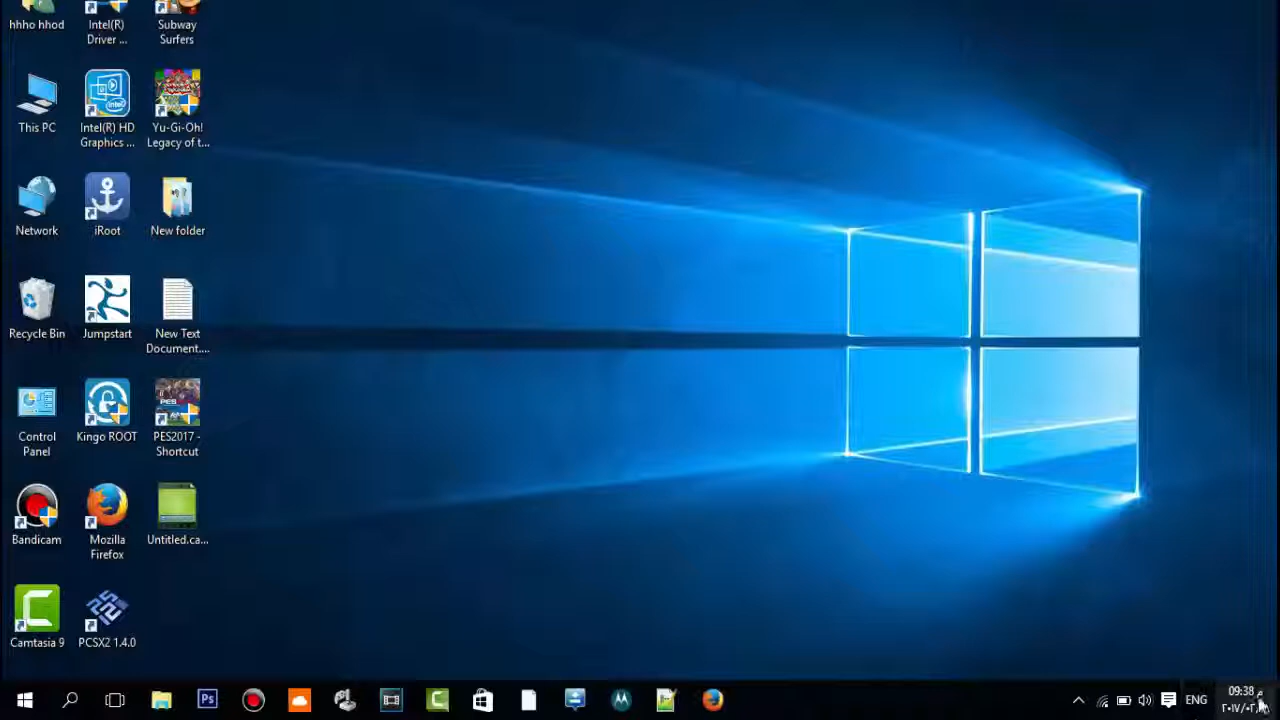 hhho hhod
Intel(R)
Driver ...
Subway
Surfers
This PC
Intel(R) HD
Graphics ...
Yu-Gi-Oh!
Legacy of t...
Network
iRoot
New folder
Recycle Bin
Jumpstart
New Text
Document....
Control
Panel
Kingo ROOT
PES2017 -
Shortcut
Bandicam
Mozilla
Firefox
Untitled.ca...
Camtasia 9
PCSX2 1.4.0
ENG
09:38